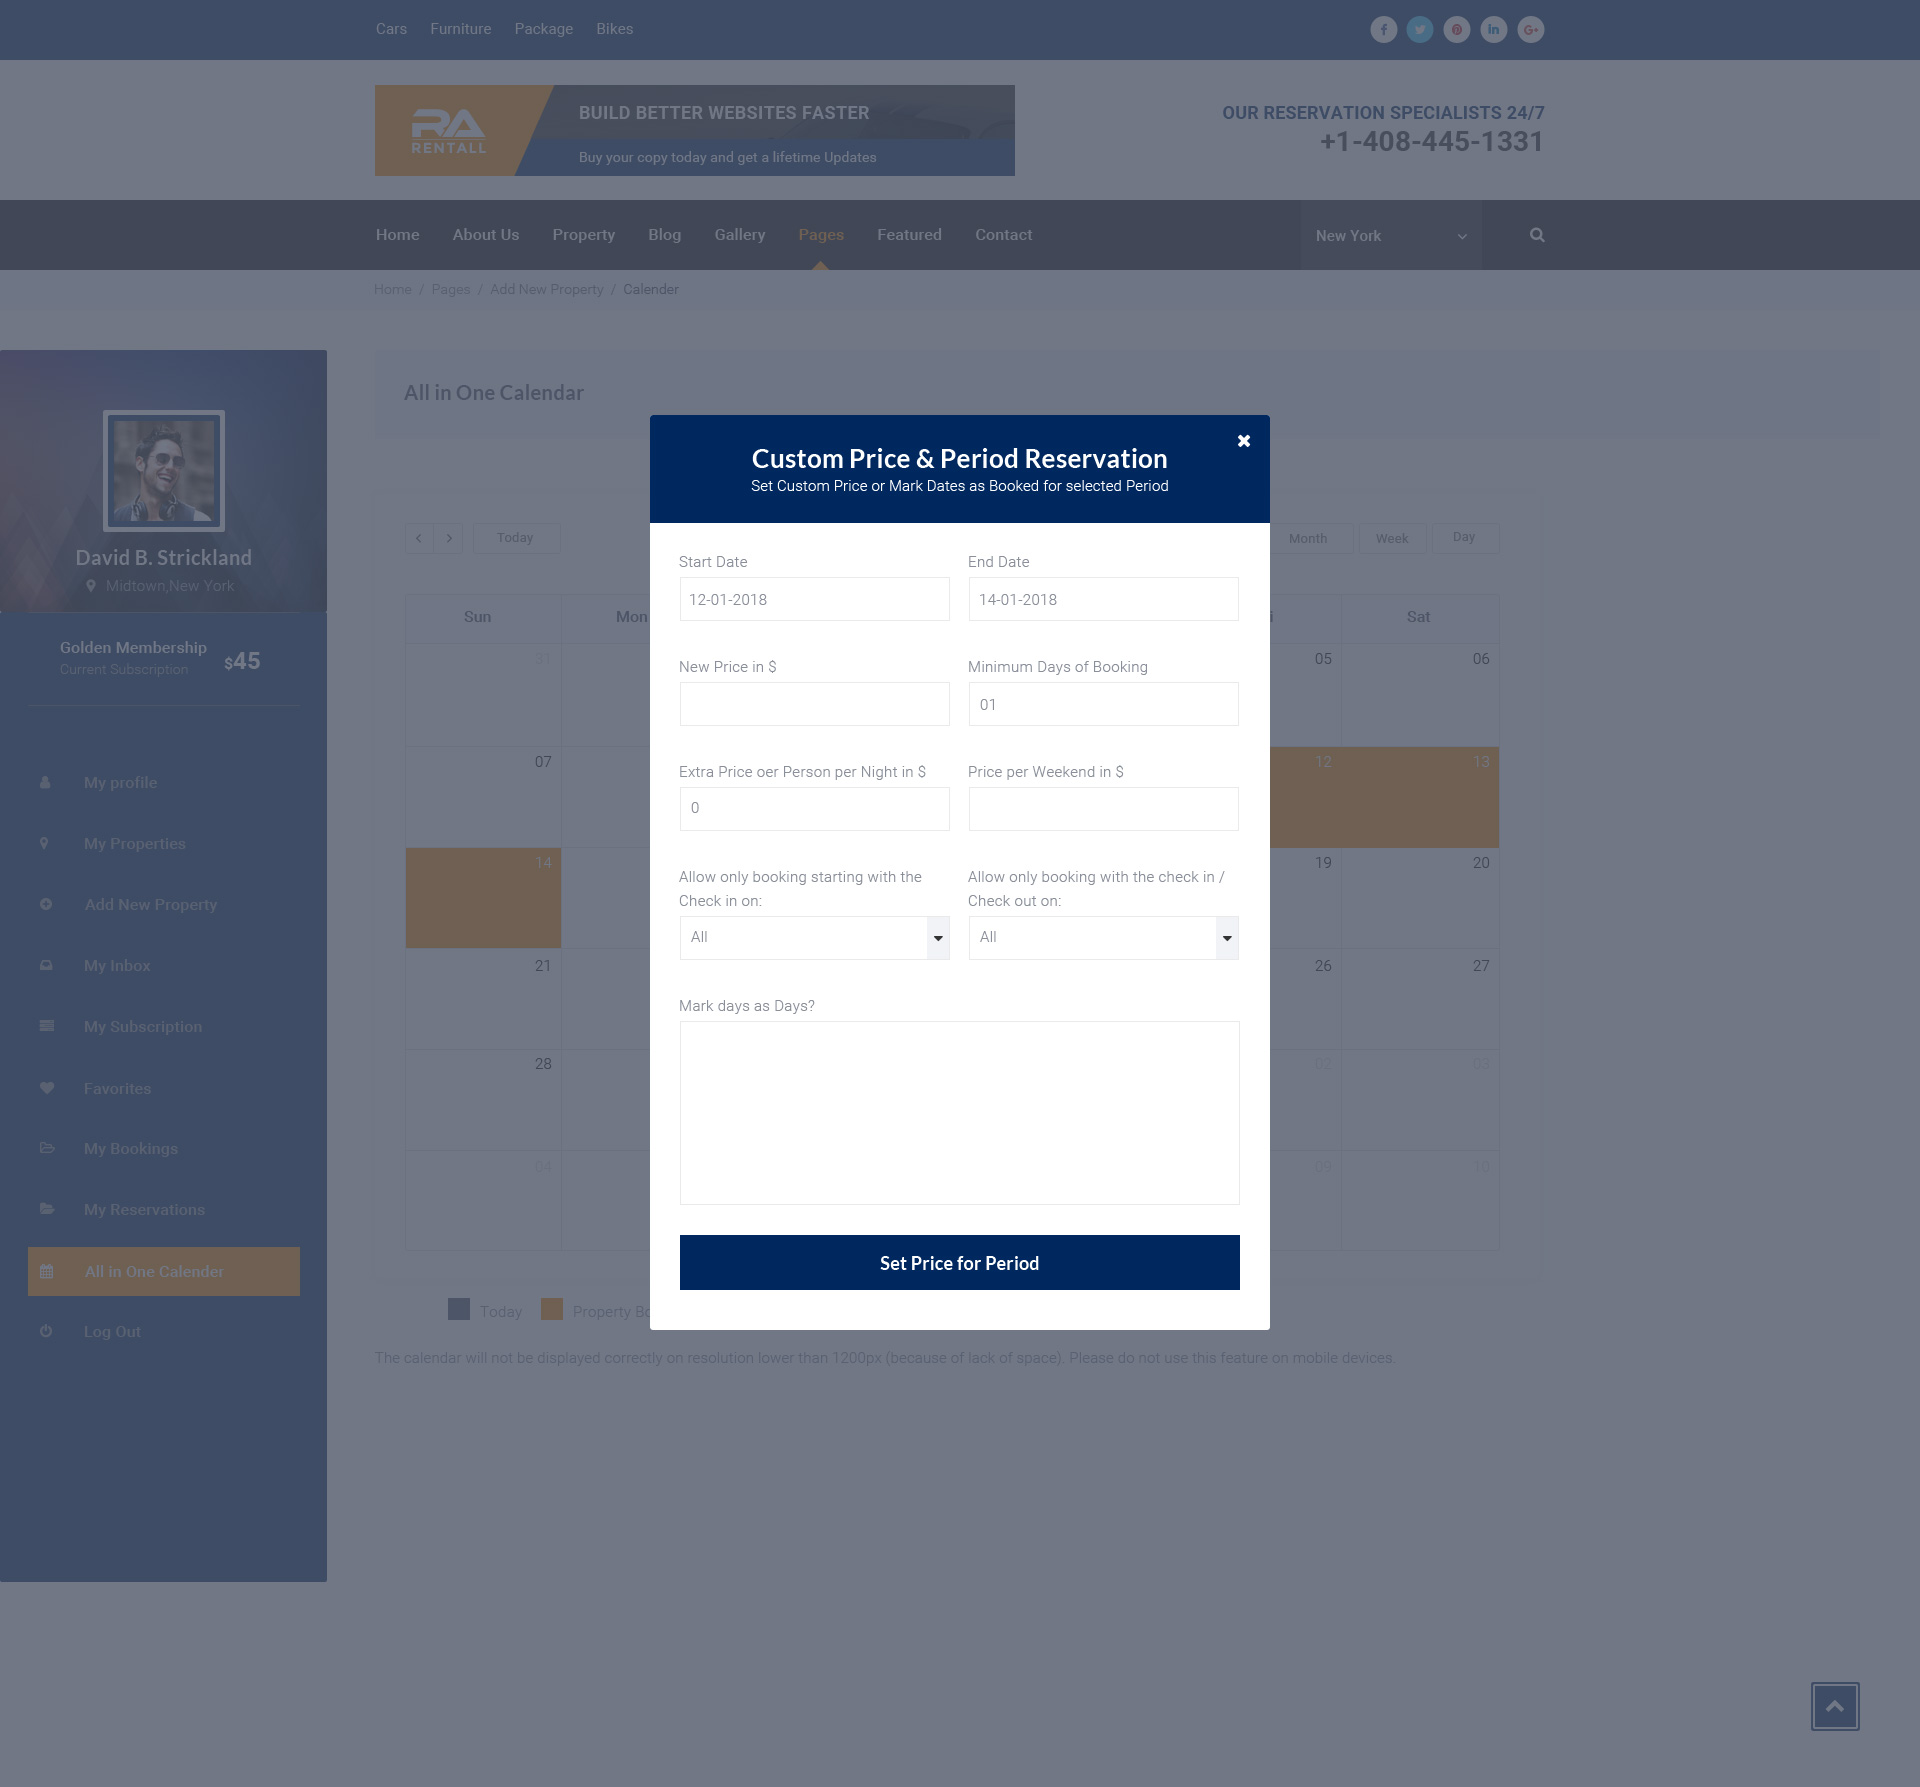 Cars Furniture Package Bikes
RA
RENTALL
BUILD BETTER WEBSITES FASTER
Buy your copy today and get a lifetime Updates
OUR RESERVATION SPECIALISTS 24/7
+1-408-445-1331
Home About Us Property Blog Gallery Pages Featured Contact
New York
Home / Pages / Add New Property / Calender
David B. Strickland
Midtown,New York
Golden Membership
Current Subscription
$45
My profile
My Properties
Add New Property
My Inbox
My Subscription
Favorites
My Bookings
My Reservations
All in One Calender
Log Out
All in One Calendar
Today
Month Week Day
Sun Mon Sat
31 05 06
07 12 13
14 19 20
21 26 27
28 02 03
04 09 10
Today Property
The calendar will not be displayed correctly on resolution lower than 1200px (because of lack of space). Please do not use this feature on mobile devices.
Custom Price & Period Reservation
Set Custom Price or Mark Dates as Booked for selected Period
Start Date End Date
12-01-2018 14-01-2018
New Price in $ Minimum Days of Booking
01
Extra Price oer Person per Night in $ Price per Weekend in $
0
Allow only booking starting with the
Check in on:
Allow only booking with the check in /
Check out on:
All All
Mark days as Days?
Set Price for Period